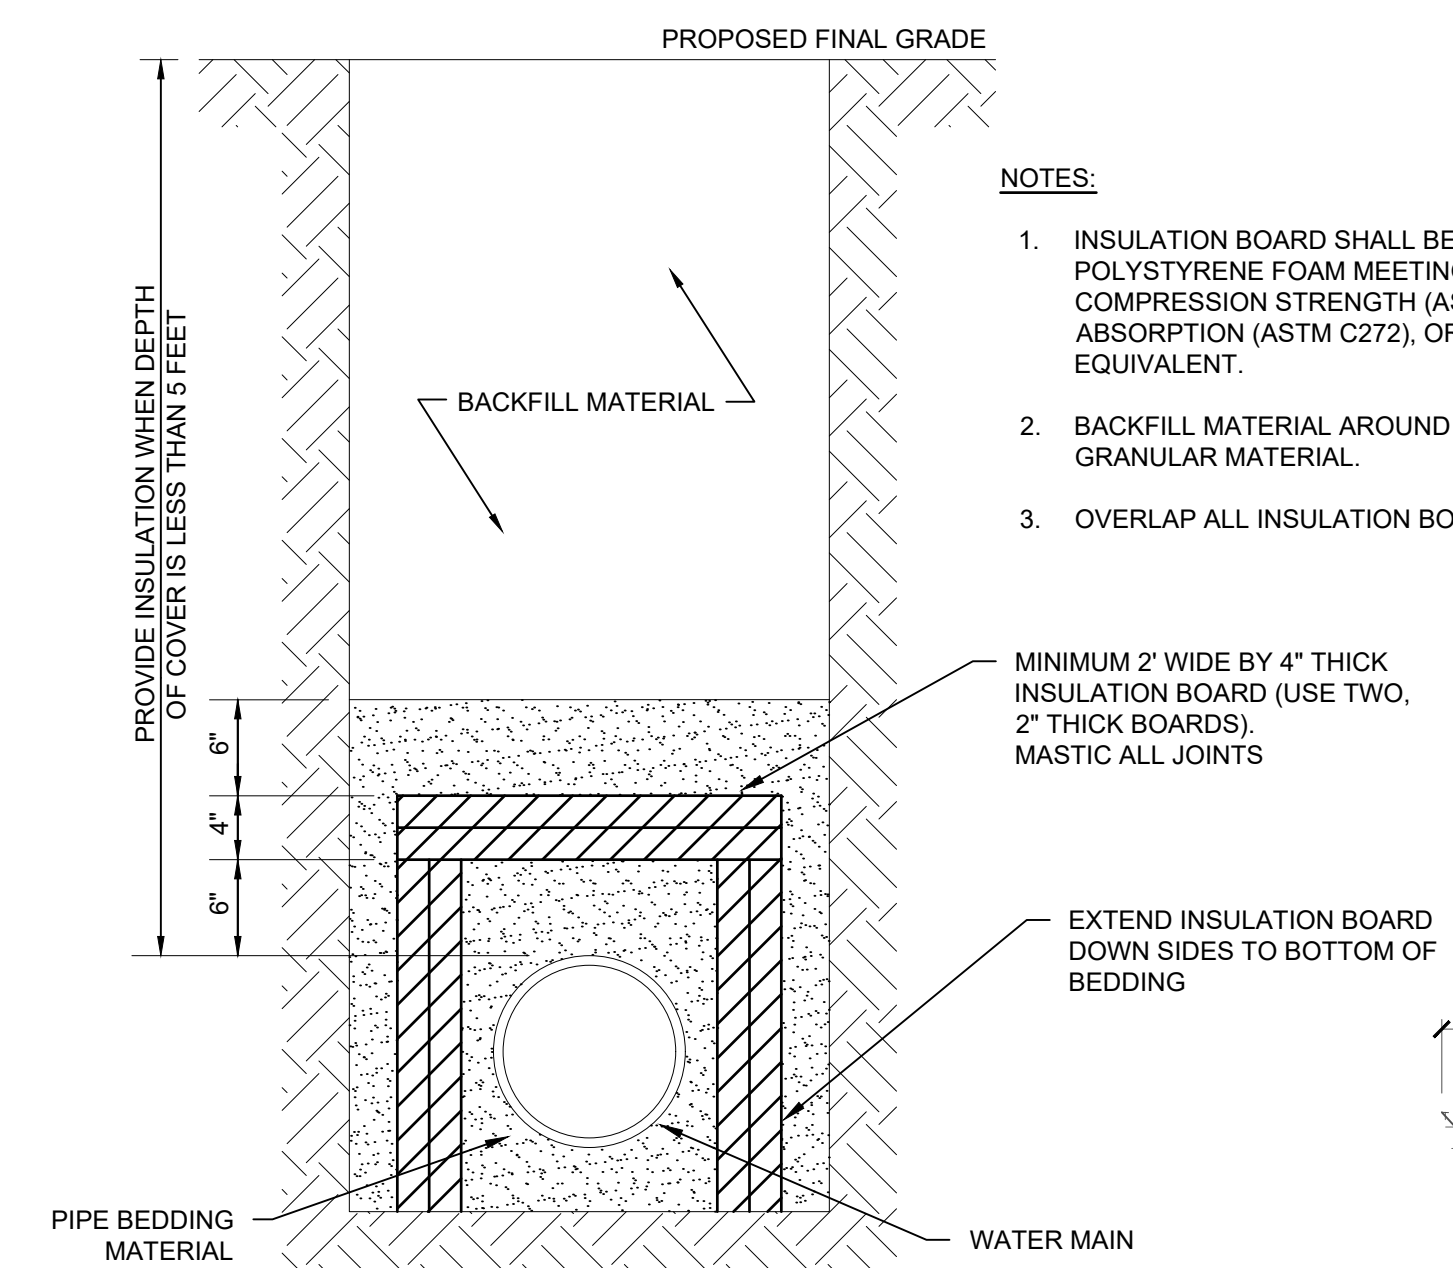 PROPOSED FINAL GRADE
NOTES:
1. INSULATION BOARD SHALL BE
POLYSTYRENE FOAM MEETING
COMPRESSION STRENGTH (AS
ABSORPTION (ASTM C272), OR
EQUIVALENT.
2. BACKFILL MATERIAL AROUND
GRANULAR MATERIAL.
3. OVERLAP ALL INSULATION BO
PROVIDE INSULATION WHEN DEPTH
OF COVER IS LESS THAN 5 FEET
BACKFILL MATERIAL
6"
4"
6"
MINIMUM 2' WIDE BY 4" THICK
INSULATION BOARD (USE TWO,
2" THICK BOARDS).
MASTIC ALL JOINTS
EXTEND INSULATION BOARD
DOWN SIDES TO BOTTOM OF
BEDDING
PIPE BEDDING
MATERIAL
WATER MAIN